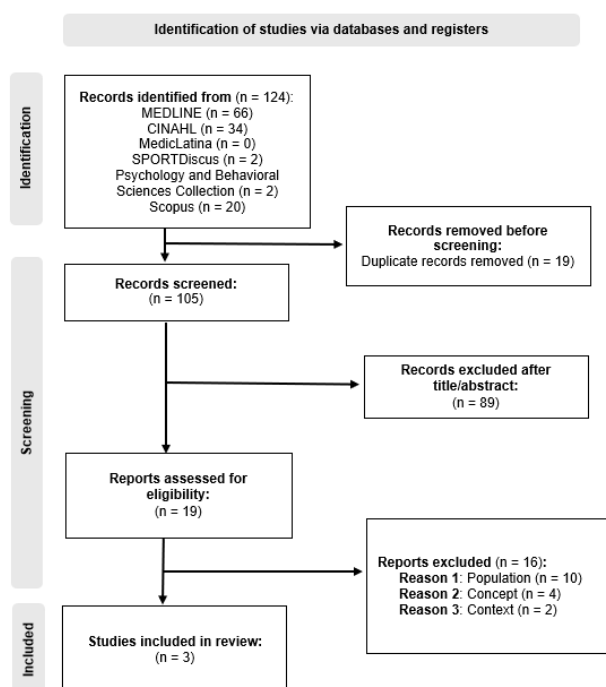 Identification of studies via databases and registers
Identification
Records identified from (n = 124):
MEDLINE (n = 66)
CINAHL (n = 34)
MedicLatina (n = 0)
SPORTDiscus (n = 2)
Psychology and Behavioral
Sciences Collection (n = 2)
Scopus (n = 20)
Records removed before
screening:
Duplicate records removed (n = 19)
Screening
Records screened:
(n = 105)
Records excluded after
title/abstract:
(n = 89)
Reports assessed for
eligibility:
(n = 19)
Reports excluded (n = 16):
Reason 1: Population (n = 10)
Reason 2: Concept (n = 4)
Reason 3: Context (n = 2)
Included
Studies included in review:
(n = 3)